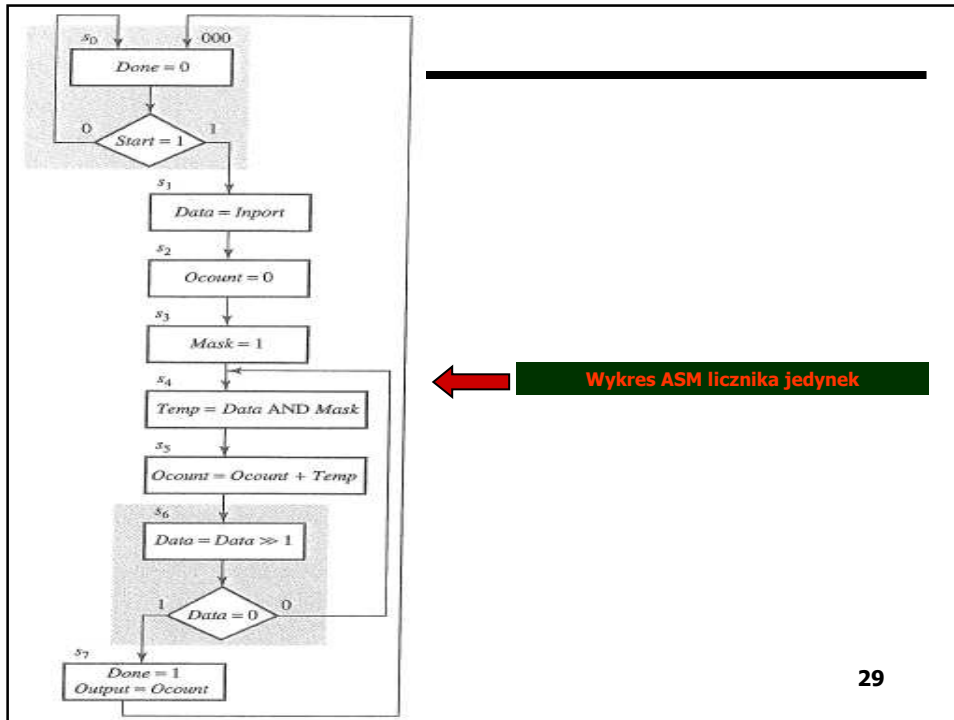 s0
000
Done = 0
0
1
Start = 1
s1
Data = Inport
s2
Ocount = 0
s3
Mask = 1
s4
Temp = Data AND Mask
s5
Ocount = Ocount + Temp
s6
Data = Data ≫ 1
1
0
Data = 0
s7
Done = 1
Output = Ocount
Wykres ASM licznika jedynek
29